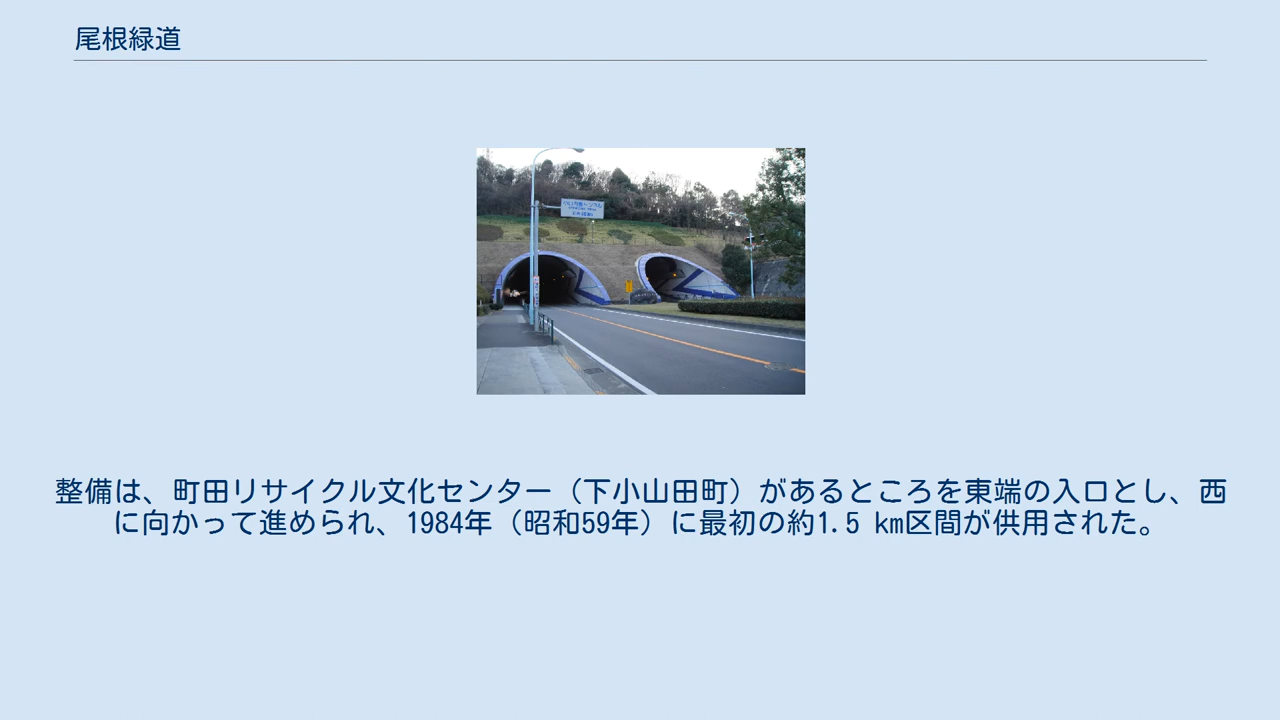 尾根緑道
整備は、町田リサイクル文化センター（下小山田町）があるところを東端の入口とし、西
に向かって進められ、1984年（昭和59年）に最初の約1.5 km区間が供用された。